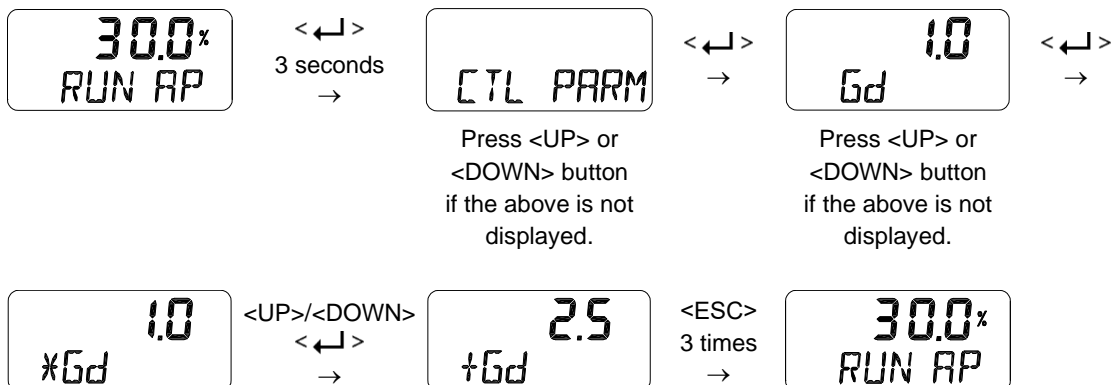 30.0%
RUN AP
< ↵ >
3 seconds
→
CTL PARM
< ↵ >
→
1.0
Gd
< ↵ >
→
Press <UP> or
<DOWN> button
if the above is not
displayed.
Press <UP> or
<DOWN> button
if the above is not
displayed.
1.0
*Gd
<UP>/<DOWN>
< ↵ >
→
2.5
+Gd
<ESC>
3 times
→
30.0%
RUN AP